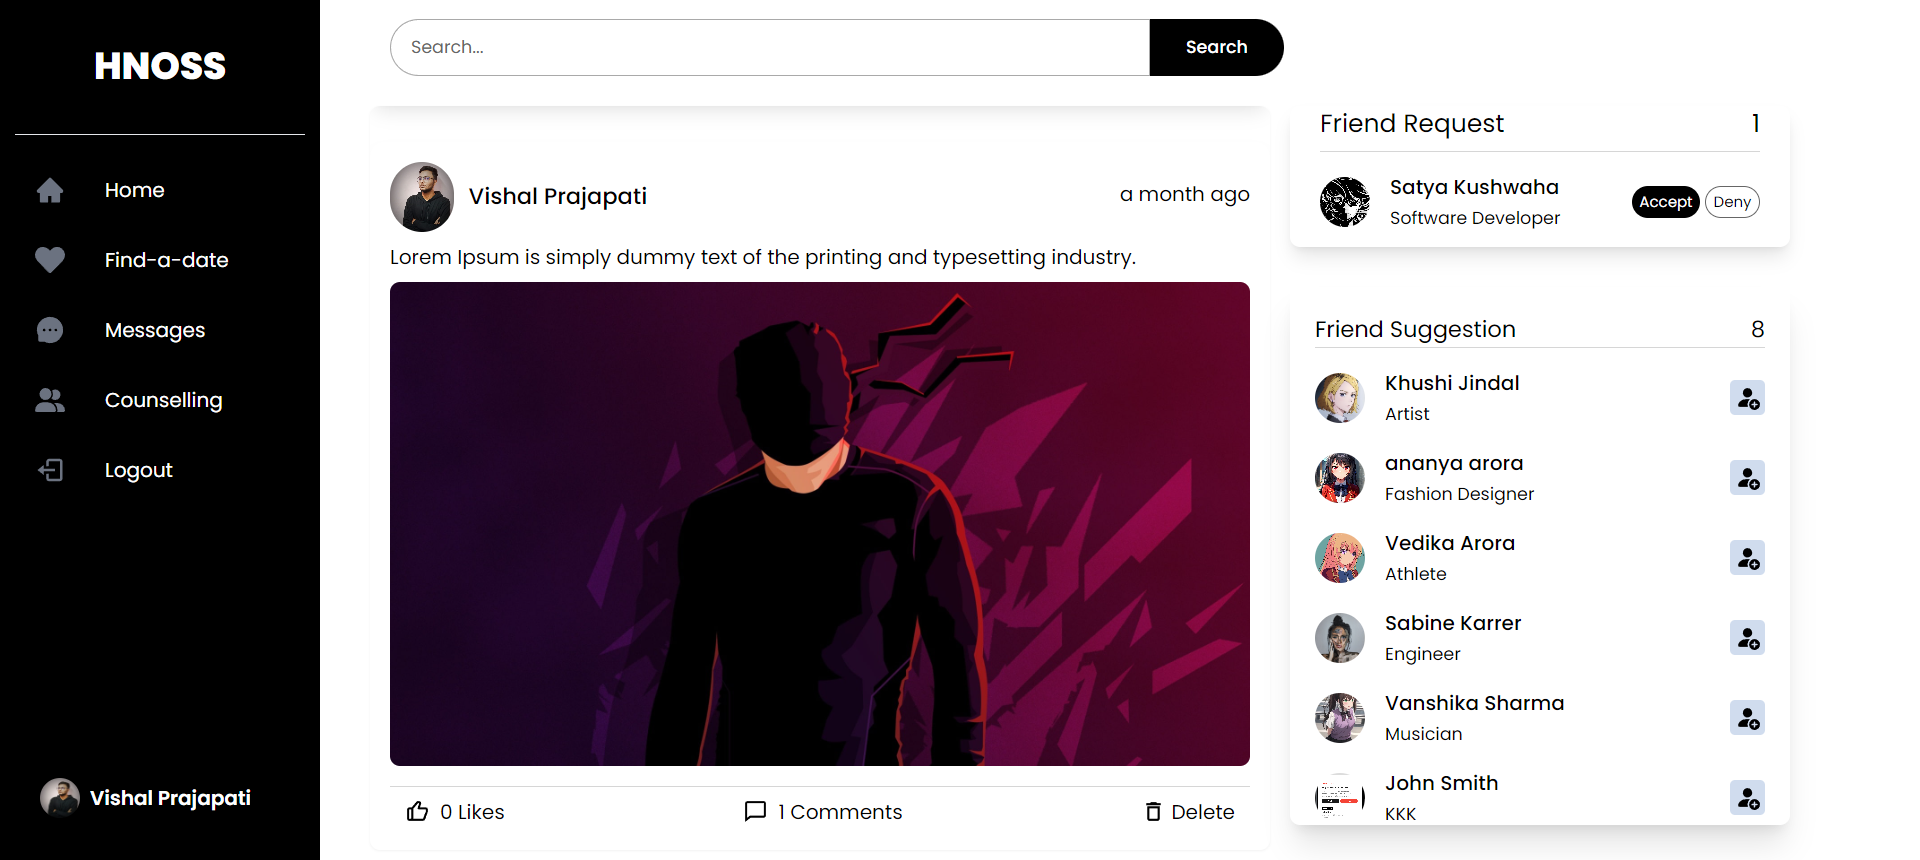 HNOSS
Home
Find-a-date
Messages
Counselling
Logout
Vishal Prajapati
Search...
Search
Vishal Prajapati
a month ago
Lorem Ipsum is simply dummy text of the printing and typesetting industry.
0 Likes
1 Comments
Delete
Friend Request 1
Satya Kushwaha
Software Developer
Accept
Deny
Friend Suggestion 8
Khushi Jindal
Artist
ananya arora
Fashion Designer
Vedika Arora
Athlete
Sabine Karrer
Engineer
Vanshika Sharma
Musician
John Smith
KKK